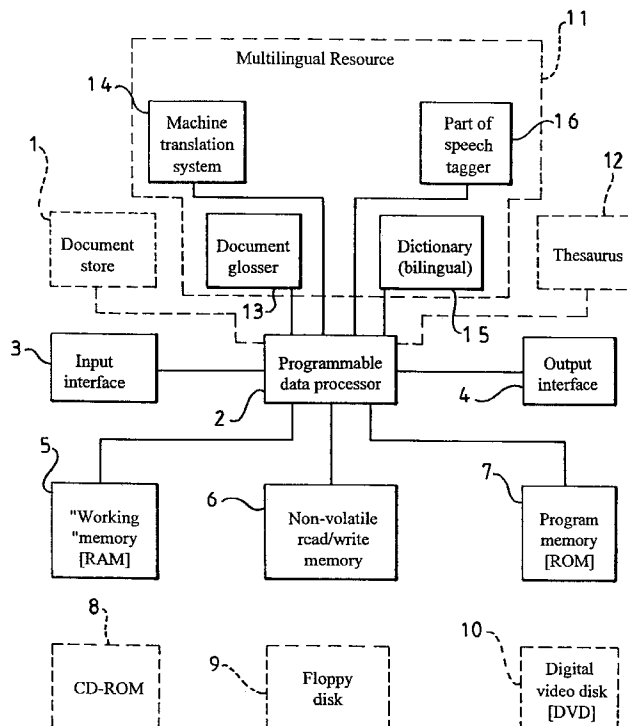 11
Multilingual Resource
14
Machine
translation
system
Part of
speech
tagger
16
1
12
Document
store
Document
glosser
Dictionary
(bilingual)
Thesaurus
13
15
3
Input
interface
Programmable
data processor
Output
interface
2
4
5
6
7
"Working
"memory
[RAM]
Non-volatile
read/write
memory
Program
memory
[ROM]
8
9
10
CD-ROM
Floppy
disk
Digital
video disk
[DVD]